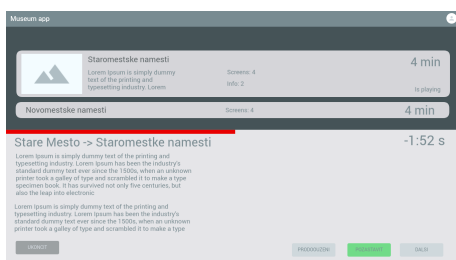 Museum app
Staromestske namesti
4 min
Lorem Ipsum is simply dummy
text of the printing and
typesetting industry. Lorem
Screens: 4
Info: 2
Is playing
Novomestske namesti
Screens: 4
4 min
Stare Mesto -> Staromestke namesti
-1:52 s
Lorem Ipsum is simply dummy text of the printing and
typesetting industry. Lorem Ipsum has been the industry's
standard dummy text ever since the 1500s, when an unknown
printer took a galley of type and scrambled it to make a type
specimen book. It has survived not only five centuries, but
also the leap into electronic
Lorem Ipsum is simply dummy text of the printing and
typesetting industry. Lorem Ipsum has been the industry's
standard dummy text ever since the 1500s, when an unknown
printer took a galley of type and scrambled it to make a type
UKONCIT
PRODLOUZENI
DALSI